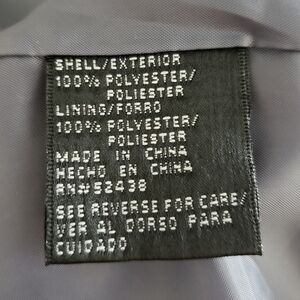 SHELL/EXTERIOR
100% POLYESTER/
POLIESTER
LINING/FORRO
100% POLYESTER/
POLIESTER
MADE IN CHINA
HECHO EN CHINA
RN#52438
SEE REVERSE FOR CARE/
VER AL DORSO PARA
CUIDADO